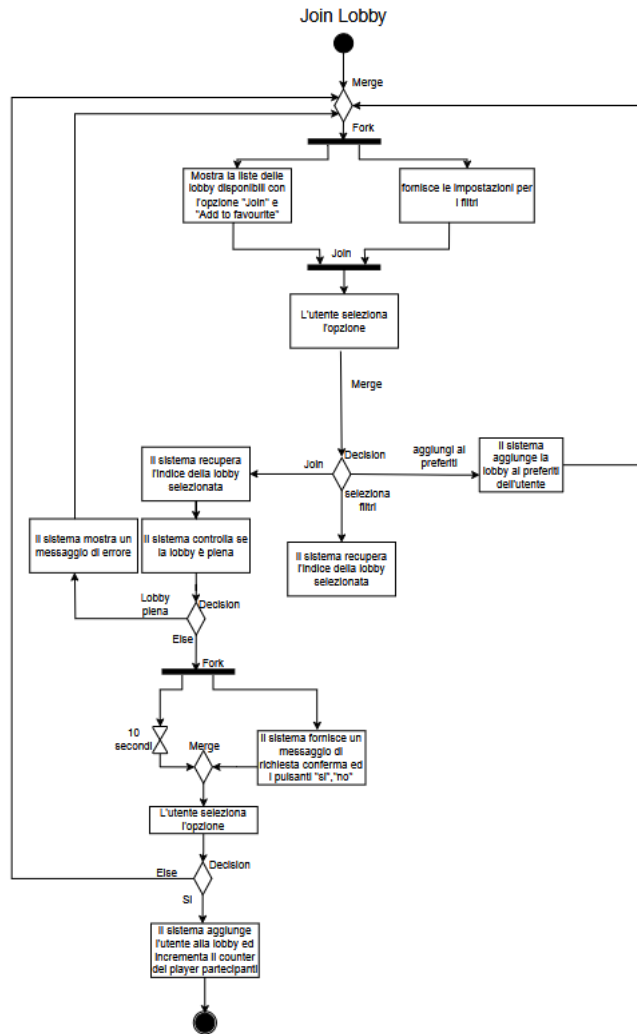 Join Lobby
Merge
Fork
Mostra la liste delle
lobby disponibili con
l'opzione "Join" e
"Add to favourite"
fornisce le impostazioni per
i filtri
Join
L'utente seleziona
l'opzione
Merge
Il sistema recupera
l'indice della lobby
selezionata
Join
Decision
seleziona
filtri
aggiungi ai
preferiti
Il sistema
aggiunge la
lobby ai preferiti
dell'utente
Il sistema mostra un
messaggio di errore
Il sistema controlla se
la lobby è piena
Il sistema recupera
l'indice della lobby
selezionata
Lobby
piena
Decision
Else
Fork
10
secondi
Merge
Il sistema fornisce un
messaggio di
richiesta conferma ed
i pulsanti "si","no"
L'utente seleziona
l'opzione
Else
Decision
Si
Il sistema aggiunge
l'utente alla lobby ed
incrementa il counter
dei player partecipanti